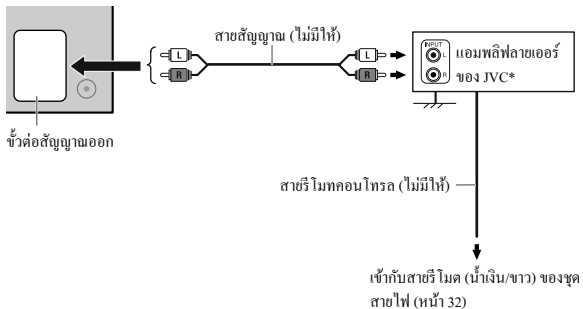 สายสัญญาณ (ไม่มีให้)
L
R
L
R
INPUT
L
R
แอมพลิฟลายเออร์
ของ JVC*
ขั้วต่อสัญญาณออก
สายรีโมทคอนโทรล (ไม่มีให้)
เข้ากับสายรีโมต (น้ำเงิน/ขาว) ของชุด
สายไฟ (หน้า 32)